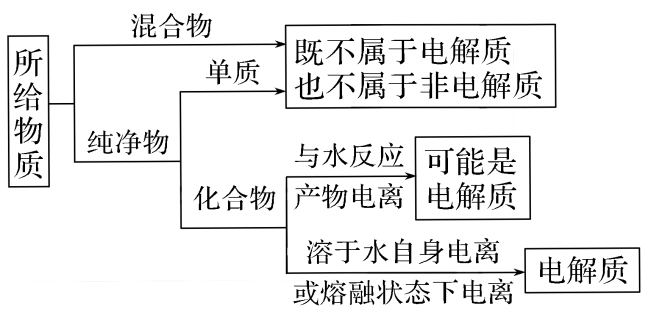 所给物质
混合物
既不属于电解质
也不属于非电解质
单质
纯净物
化合物
与水反应
产物电离
可能是
电解质
溶于水自身电离
或熔融状态下电离
电解质